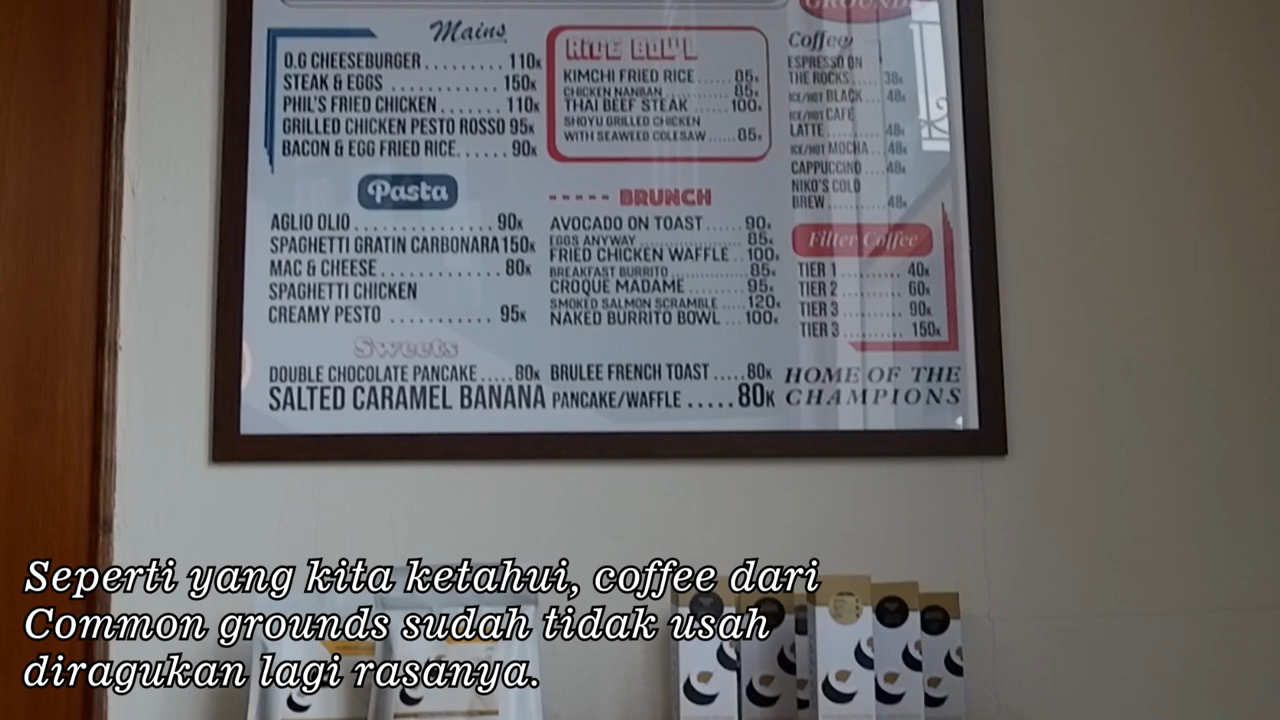 GROUNDS
Mains
O.G CHEESEBURGER ......... 110K
STEAK & EGGS ............... 150K
PHIL'S FRIED CHICKEN ....... 110K
GRILLED CHICKEN PESTO ROSSO 95K
BACON & EGG FRIED RICE...... 90K
RICE BOWL
KIMCHI FRIED RICE ..... 85K
CHICKEN NANBAN ...... 85K
THAI BEEF STEAK ...... 100K
SHOYU GRILLED CHICKEN
WITH SEAWEED COLESAW ...... 85K
Coffee
ESPRESSO ON
THE ROCKS .... 38K
ICE/HOT BLACK ... 48K
ICE/HOT CAFE
LATTE ......... 48K
ICE/HOT MOCHA ... 48K
CAPPUCCINO .... 48K
NIKO'S COLD
BREW ......... 48K
Pasta
AGLIO OLIO ................ 90K
SPAGHETTI GRATIN CARBONARA 150K
MAC & CHEESE .............. 80K
SPAGHETTI CHICKEN
CREAMY PESTO ........... 95K
----- BRUNCH
AVOCADO ON TOAST .... 90K
EGGS ANYWAY ............ 85K
FRIED CHICKEN WAFFLE .. 100K
BREAKFAST BURRITO ........ 85K
CROQUE MADAME ....... 95K
SMOKED SALMON SCRAMBLE .... 120K
NAKED BURRITO BOWL ... 100K
Filter Coffee
TIER 1 .......... 40K
TIER 2 .......... 60K
TIER 3 .......... 90K
TIER 3 .......... 150K
Sweets
DOUBLE CHOCOLATE PANCAKE ..... 80K BRULEE FRENCH TOAST ..... 80K
SALTED CARAMEL BANANA PANCAKE/WAFFLE ..... 80K
HOME OF THE
CHAMPIONS
Seperti yang kita ketahui, coffee dari
Common grounds sudah tidak usah
diragukan lagi rasanya.